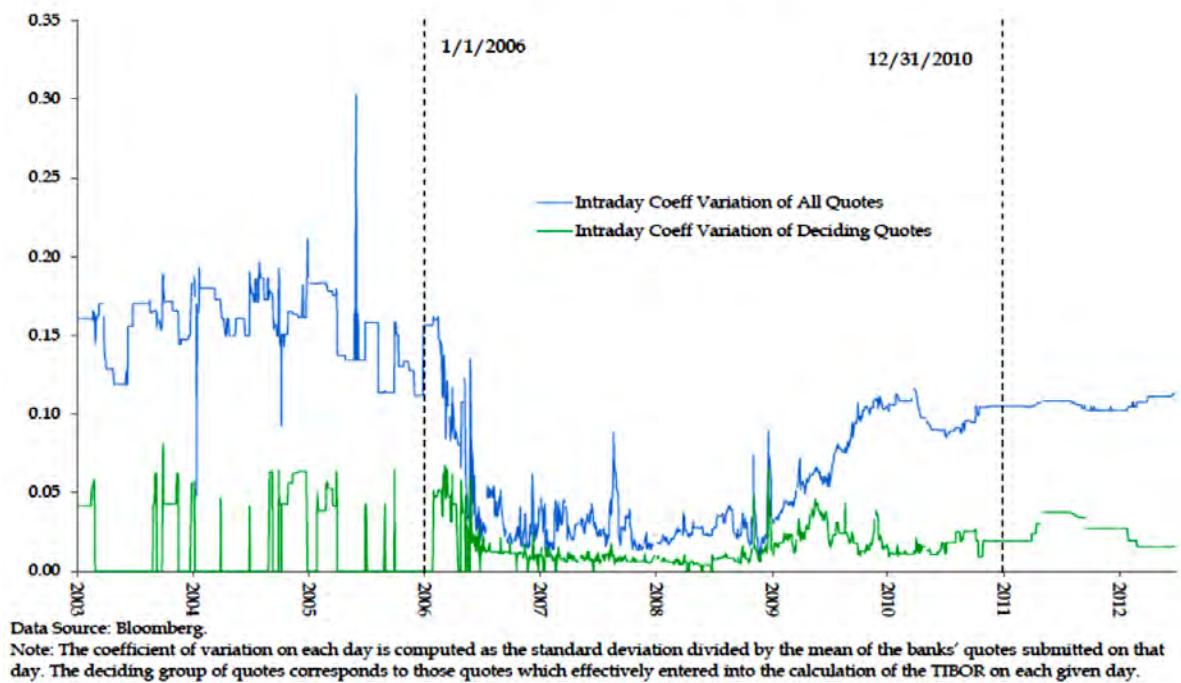 0.35
1/1/2006
12/31/2010
0.30
0.25
Intraday Coeff Variation of All Quotes
Intraday Coeff Variation of Deciding Quotes
0.20
0.15
0.10
0.05
0.00
2003 2004 2005 2006 2007 2008 2009 2010 2011 2012
Data Source: Bloomberg.
Note: The coefficient of variation on each day is computed as the standard deviation divided by the mean of the banks' quotes submitted on that
day. The deciding group of quotes corresponds to those quotes which effectively entered into the calculation of the TIBOR on each given day.